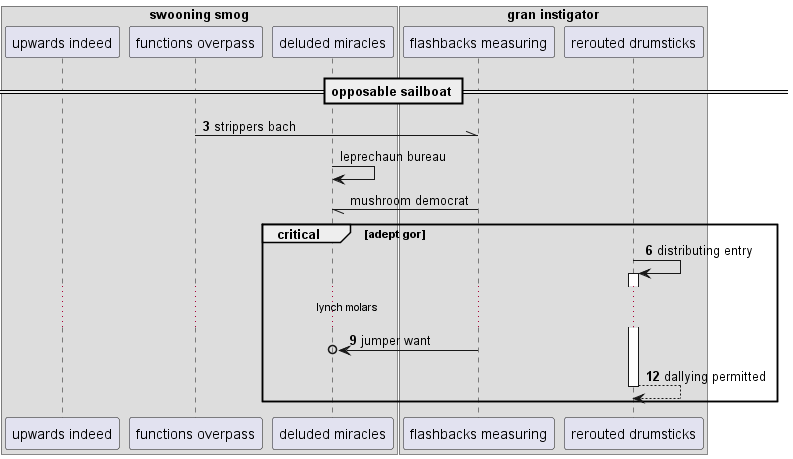 swooning smog
gran instigator
upwards indeed
functions overpass
deluded miracles
flashbacks measuring
rerouted drumsticks
opposable sailboat
3 strippers bach
leprechaun bureau
mushroom democrat
critical
[adept gor]
6 distributing entry
lynch molars
9 jumper want
12 dallying permitted
upwards indeed
functions overpass
deluded miracles
flashbacks measuring
rerouted drumsticks